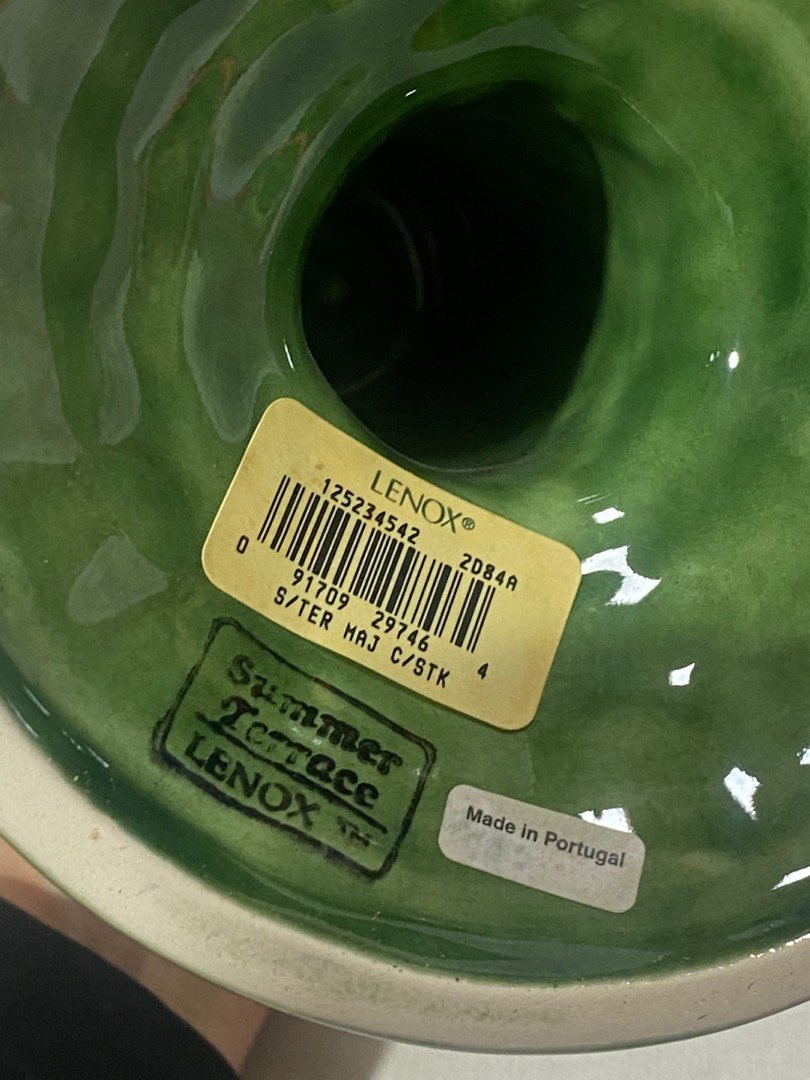 LENOX®
125234542 2D84A
0 91709 29746 4
S/TER MAJ C/STK
Summer
Terrace
LENOX ™
Made in Portugal